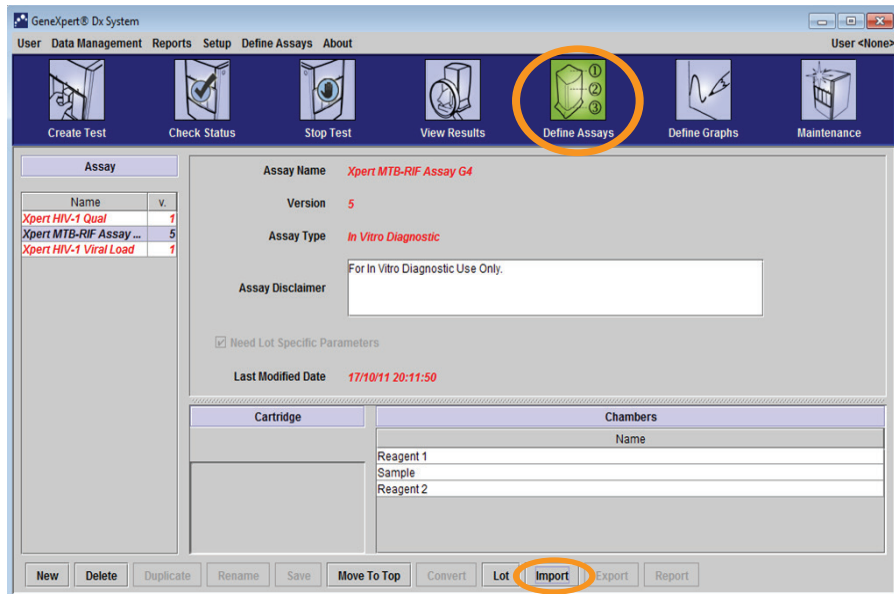 GeneXpert® Dx System
User Data Management Reports Setup Define Assays About User <None>
Create Test Check Status Stop Test View Results Define Assays Define Graphs Maintenance
① ② ③
Assay
Name v.
Xpert HIV-1 Qual 1
Xpert MTB-RIF Assay ... 5
Xpert HIV-1 Viral Load 1
Assay Name Xpert MTB-RIF Assay G4
Version 5
Assay Type In Vitro Diagnostic
Assay Disclaimer For In Vitro Diagnostic Use Only.
Need Lot Specific Parameters
Last Modified Date 17/10/11 20:11:50
Cartridge
Chambers
Name
Reagent 1
Sample
Reagent 2
New Delete Duplicate Rename Save Move To Top Convert Lot Import Export Report